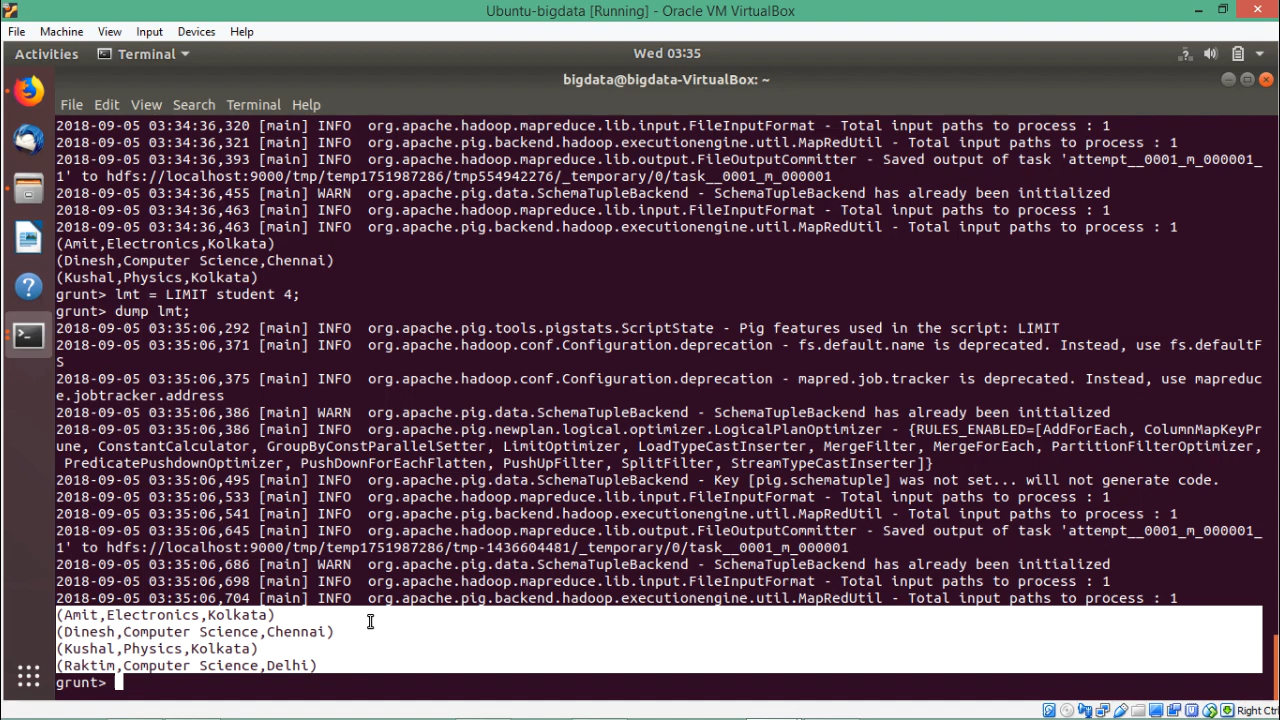 Ubuntu-bigdata [Running] - Oracle VM VirtualBox
File Machine View Input Devices Help
Activities Terminal Wed 03:35
bigdata@bigdata-VirtualBox: ~
File Edit View Search Terminal Help
2018-09-05 03:34:36,320 [main] INFO  org.apache.hadoop.mapreduce.lib.input.FileInputFormat - Total input paths to process : 1
2018-09-05 03:34:36,321 [main] INFO  org.apache.pig.backend.hadoop.executionengine.util.MapRedUtil - Total input paths to process : 1
2018-09-05 03:34:36,393 [main] INFO  org.apache.hadoop.mapreduce.lib.output.FileOutputCommitter - Saved output of task 'attempt__0001_m_000001_
1' to hdfs://localhost:9000/tmp/temp1751987286/tmp554942276/_temporary/0/task__0001_m_000001
2018-09-05 03:34:36,455 [main] WARN  org.apache.pig.data.SchemaTupleBackend - SchemaTupleBackend has already been initialized
2018-09-05 03:34:36,463 [main] INFO  org.apache.hadoop.mapreduce.lib.input.FileInputFormat - Total input paths to process : 1
2018-09-05 03:34:36,463 [main] INFO  org.apache.pig.backend.hadoop.executionengine.util.MapRedUtil - Total input paths to process : 1
(Amit,Electronics,Kolkata)
(Dinesh,Computer Science,Chennai)
(Kushal,Physics,Kolkata)
grunt> lmt = LIMIT student 4;
grunt> dump lmt;
2018-09-05 03:35:06,292 [main] INFO  org.apache.pig.tools.pigstats.ScriptState - Pig features used in the script: LIMIT
2018-09-05 03:35:06,371 [main] INFO  org.apache.hadoop.conf.Configuration.deprecation - fs.default.name is deprecated. Instead, use fs.defaultF
S
2018-09-05 03:35:06,375 [main] INFO  org.apache.hadoop.conf.Configuration.deprecation - mapred.job.tracker is deprecated. Instead, use mapreduc
e.jobtracker.address
2018-09-05 03:35:06,386 [main] WARN  org.apache.pig.data.SchemaTupleBackend - SchemaTupleBackend has already been initialized
2018-09-05 03:35:06,386 [main] INFO  org.apache.pig.newplan.logical.optimizer.LogicalPlanOptimizer - {RULES_ENABLED=[AddForEach, ColumnMapKeyPr
une, ConstantCalculator, GroupByConstParallelSetter, LimitOptimizer, LoadTypeCastInserter, MergeFilter, MergeForEach, PartitionFilterOptimizer,
 PredicatePushdownOptimizer, PushDownForEachFlatten, PushUpFilter, SplitFilter, StreamTypeCastInserter]}
2018-09-05 03:35:06,495 [main] INFO  org.apache.pig.data.SchemaTupleBackend - Key [pig.schematuple] was not set... will not generate code.
2018-09-05 03:35:06,533 [main] INFO  org.apache.hadoop.mapreduce.lib.input.FileInputFormat - Total input paths to process : 1
2018-09-05 03:35:06,541 [main] INFO  org.apache.pig.backend.hadoop.executionengine.util.MapRedUtil - Total input paths to process : 1
2018-09-05 03:35:06,645 [main] INFO  org.apache.hadoop.mapreduce.lib.output.FileOutputCommitter - Saved output of task 'attempt__0001_m_000001_
1' to hdfs://localhost:9000/tmp/temp1751987286/tmp-1436604481/_temporary/0/task__0001_m_000001
2018-09-05 03:35:06,686 [main] WARN  org.apache.pig.data.SchemaTupleBackend - SchemaTupleBackend has already been initialized
2018-09-05 03:35:06,698 [main] INFO  org.apache.hadoop.mapreduce.lib.input.FileInputFormat - Total input paths to process : 1
2018-09-05 03:35:06,704 [main] INFO  org.apache.pig.backend.hadoop.executionengine.util.MapRedUtil - Total input paths to process : 1
(Amit,Electronics,Kolkata)
(Dinesh,Computer Science,Chennai)
(Kushal,Physics,Kolkata)
(Raktim,Computer Science,Delhi)
grunt>
Right Ctrl